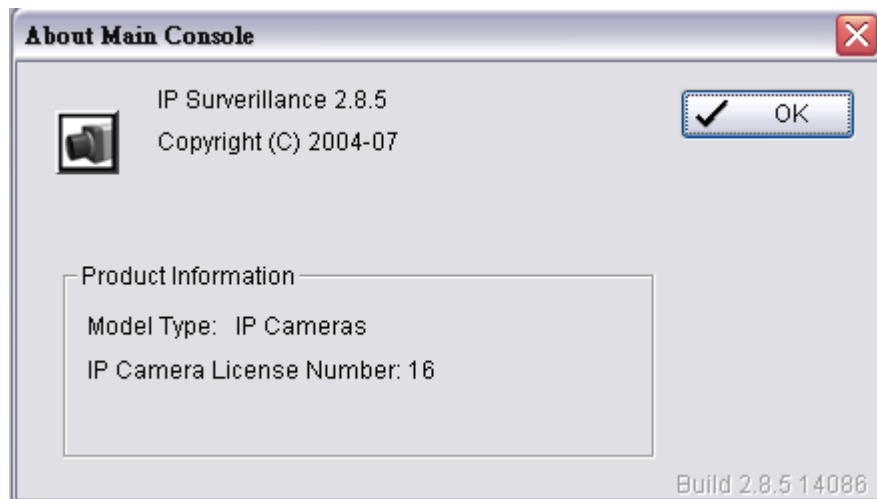 About Main Console
IP Surverillance 2.8.5
Copyright (C) 2004-07
OK
Product Information
Model Type: IP Cameras
IP Camera License Number: 16
Build 2.8.5 14086